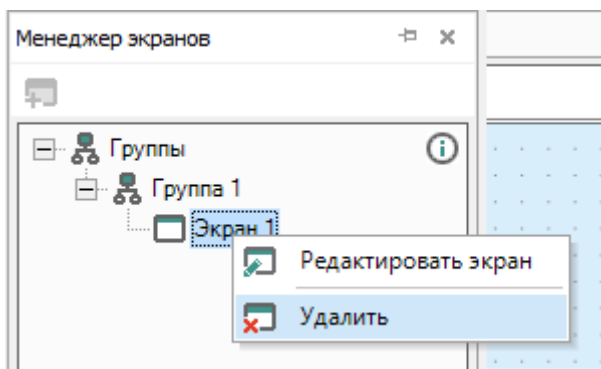 Менеджер экранов
Группы
Группа 1
Экран 1
Редактировать экран
Удалить